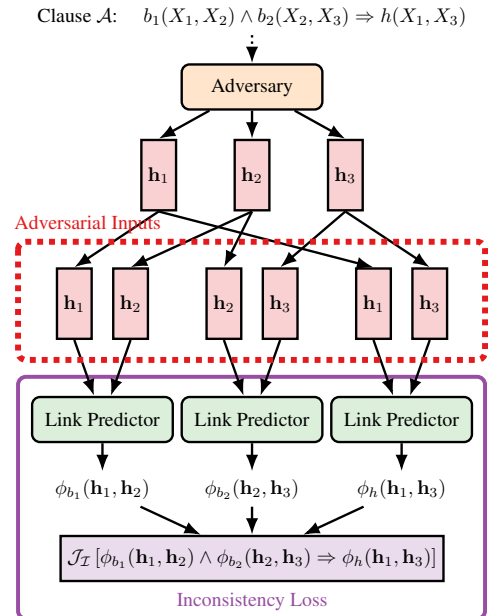 Clause 𝒜: b₁(X₁, X₂) ∧ b₂(X₂, X₃) ⇒ h(X₁, X₃)
Adversary
h₁ h₂ h₃
Adversarial Inputs
h₁ h₂ h₂ h₃ h₁ h₃
Link Predictor Link Predictor Link Predictor
ϕ_{b₁}(h₁, h₂) ϕ_{b₂}(h₂, h₃) ϕ_h(h₁, h₃)
𝒥_ℐ [ϕ_{b₁}(h₁, h₂) ∧ ϕ_{b₂}(h₂, h₃) ⇒ ϕ_h(h₁, h₃)]
Inconsistency Loss